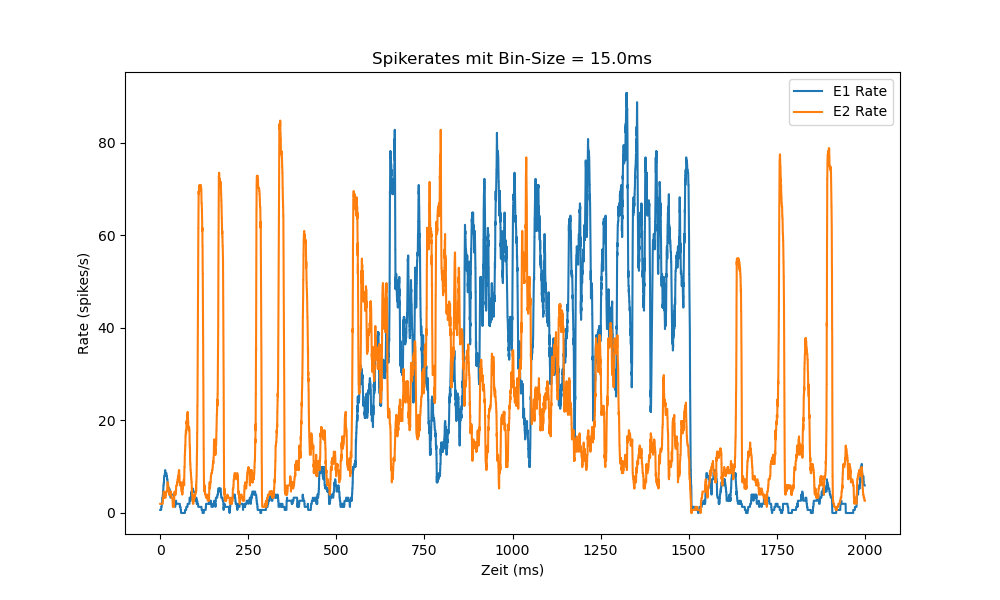 Spikerates mit Bin-Size = 15.0ms
E1 Rate
E2 Rate
Rate (spikes/s)
80
60
40
20
0
0 250 500 750 1000 1250 1500 1750 2000
Zeit (ms)